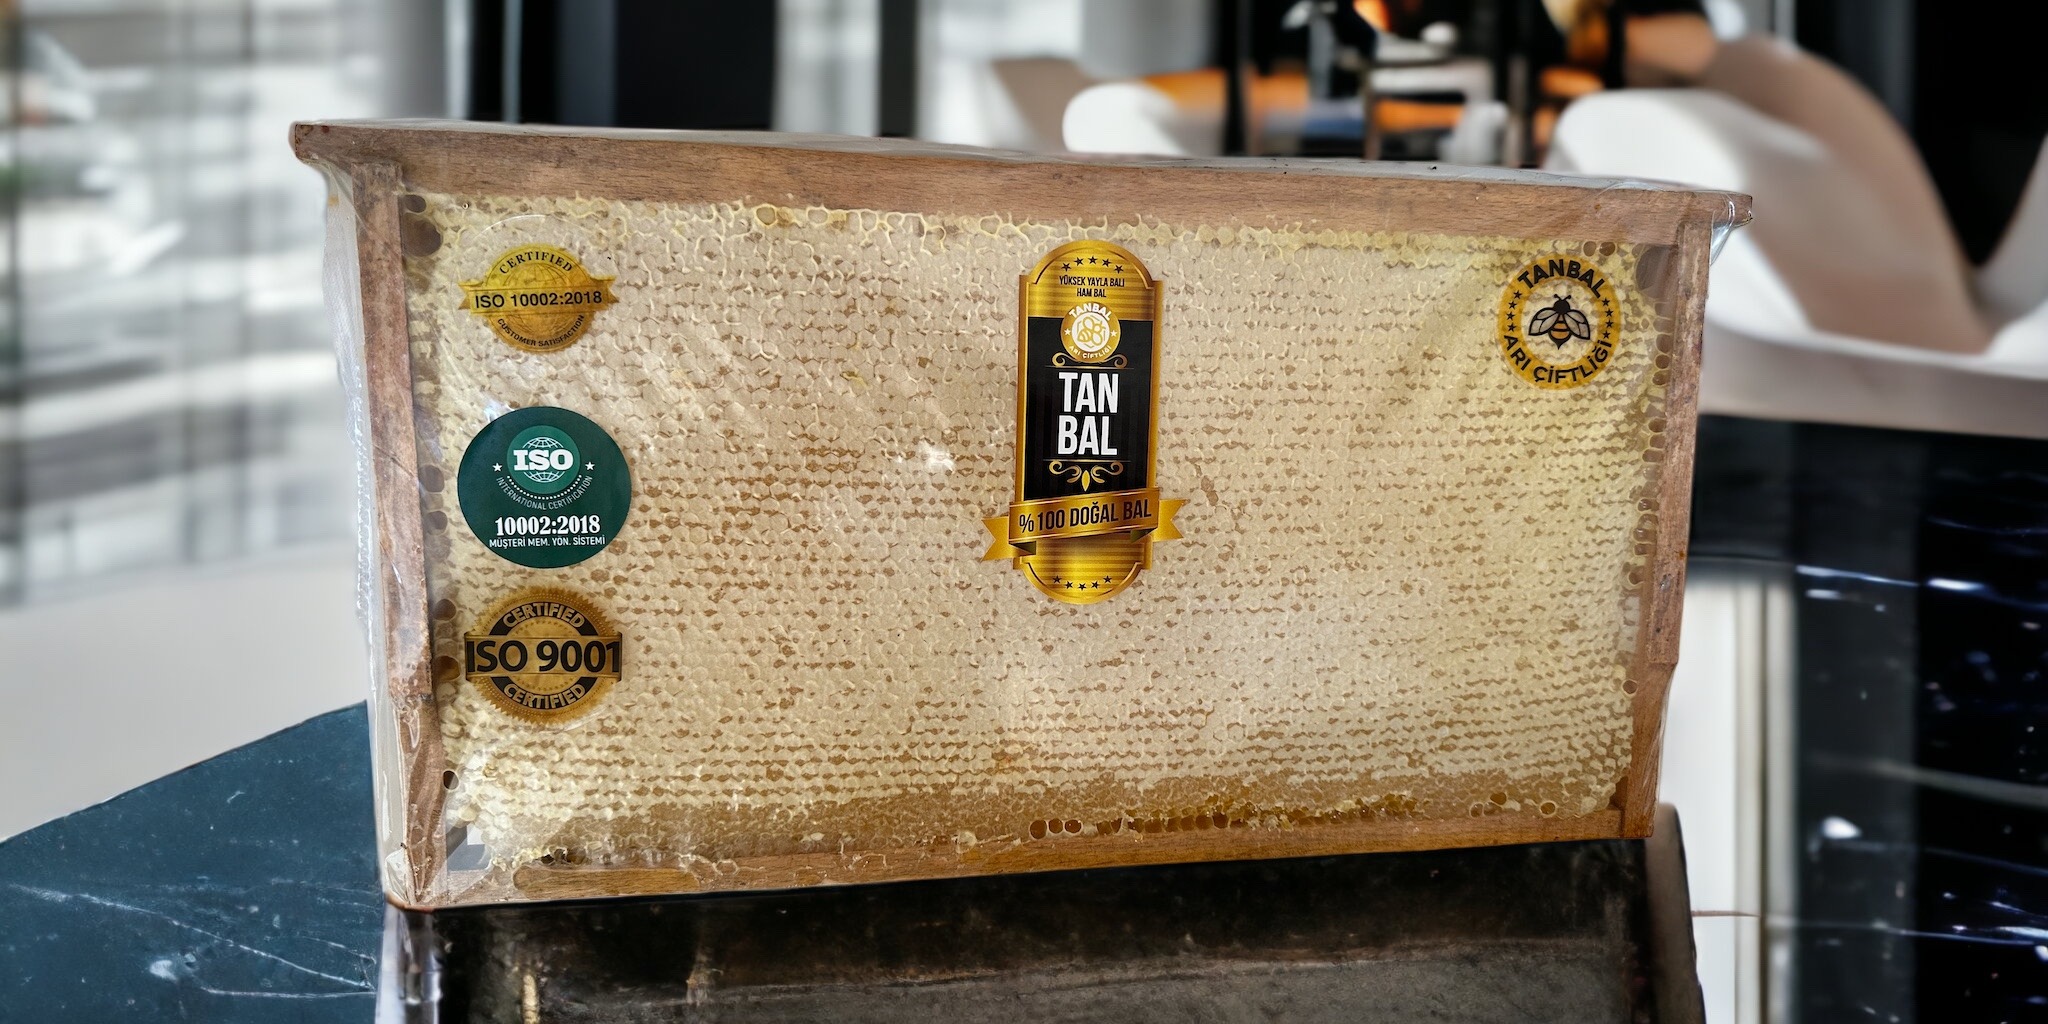 CERTIFIED
ISO 10002:2018
CUSTOMER SATISFACTION
ISO
INTERNATIONAL CERTIFICATION
10002:2018
MÜŞTERİ MEM. YÖN. SİSTEMİ
CERTIFIED
ISO 9001
CERTIFIED
YÜKSEK YAYLA BALI
HAM BAL
TANBAL
ARI ÇİFTLİĞİ
TAN
BAL
%100 DOĞAL BAL
TANBAL
ARI ÇİFTLİĞİ